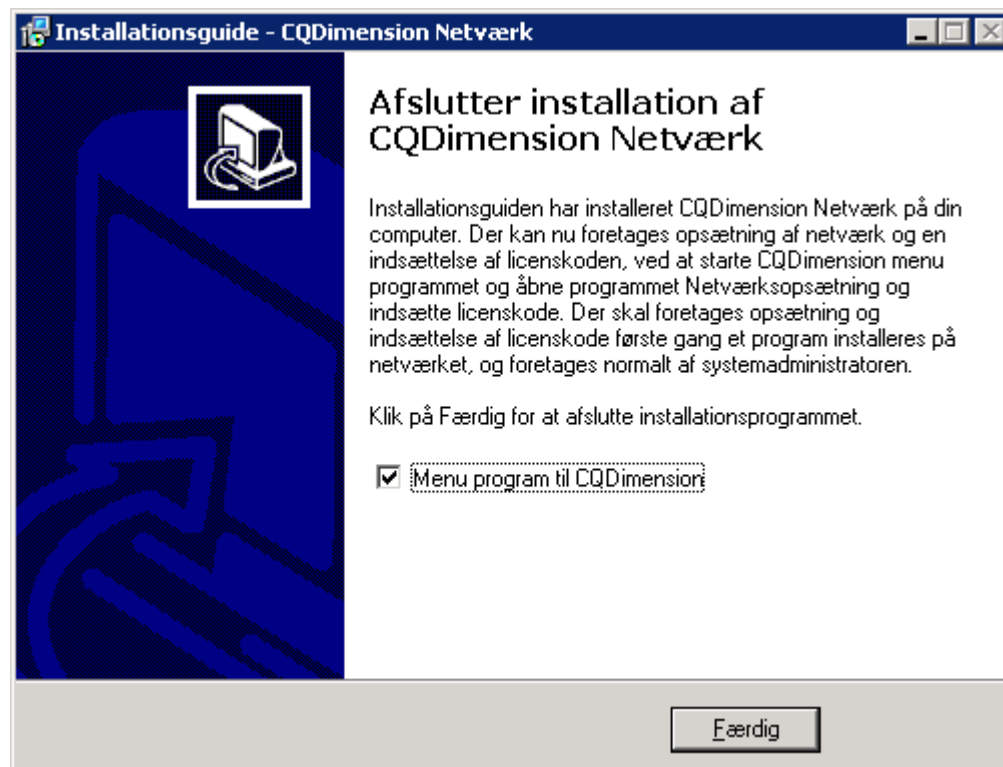 Installationsguide - CQDimension Netværk
Afslutter installation af
CQDimension Netværk
Installationsguiden har installeret CQDimension Netværk på din
computer. Der kan nu foretages opsætning af netværk og en
indsættelse af licenskoden, ved at starte CQDimension menu
programmet og åbne programmet Netværksopsætning og
indsætte licenskode. Der skal foretages opsætning og
indsættelse af licenskode første gang et program installeres på
netværket, og foretages normalt af systemadministratoren.
Klik på Færdig for at afslutte installationsprogrammet.
Menu program til CQDimension
Færdig